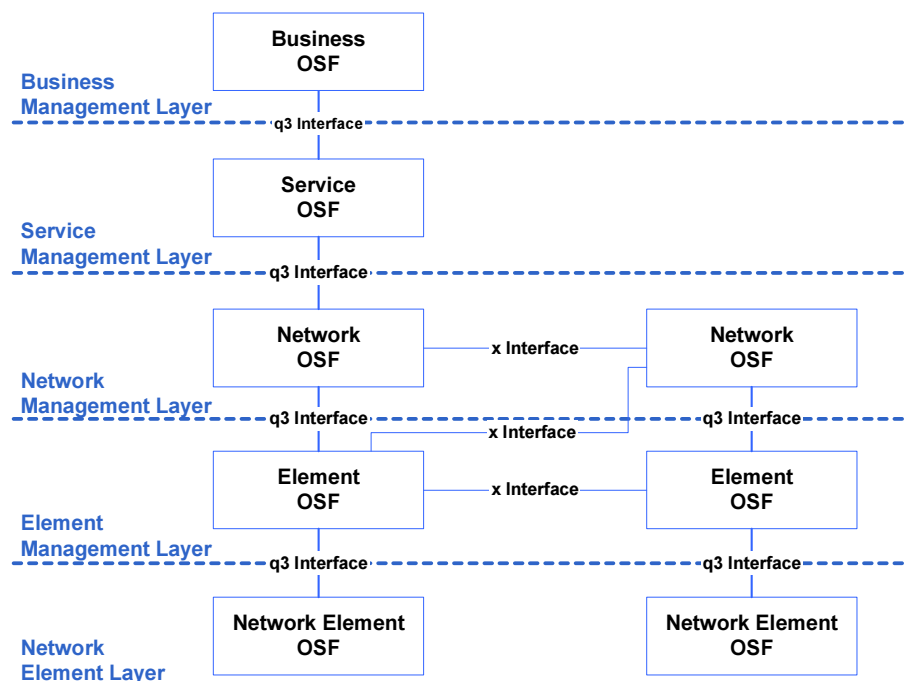 Business
OSF
Business
Management Layer
q3 Interface
Service
OSF
Service
Management Layer
q3 Interface
Network
OSF
x Interface
Network
OSF
Network
Management Layer
q3 Interface
q3 Interface
x Interface
Element
OSF
x Interface
Element
OSF
Element
Management Layer
q3 Interface
q3 Interface
Network Element
OSF
Network Element
OSF
Network
Element Layer